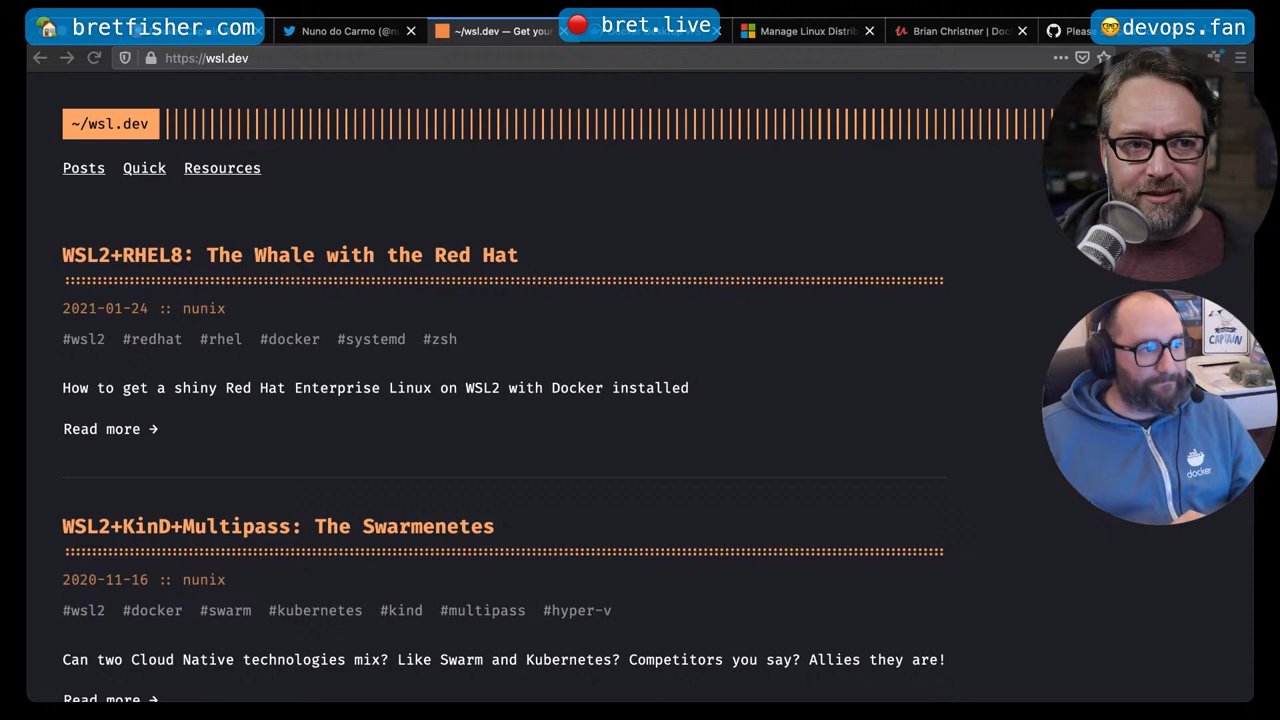 bretfisher.com
bret.live
devops.fan
Nuno do Carmo (@n
~/wsl.dev — Get your
Manage Linux Distrib
Brian Christner | Doc
Please
https://wsl.dev
~/wsl.dev
Posts Quick Resources
WSL2+RHEL8: The Whale with the Red Hat
2021-01-24 :: nunix
#wsl2 #redhat #rhel #docker #systemd #zsh
How to get a shiny Red Hat Enterprise Linux on WSL2 with Docker installed
Read more →
CAPTAIN
docker
WSL2+KinD+Multipass: The Swarmenetes
2020-11-16 :: nunix
#wsl2 #docker #swarm #kubernetes #kind #multipass #hyper-v
Can two Cloud Native technologies mix? Like Swarm and Kubernetes? Competitors you say? Allies they are!
Read more →